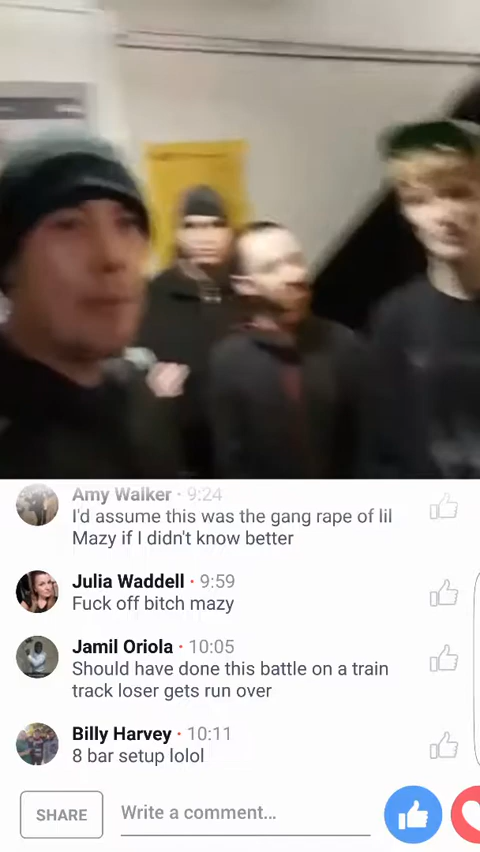 Amy Walker • 9:24
I'd assume this was the gang rape of lil
Mazy if I didn't know better
Julia Waddell • 9:59
Fuck off bitch mazy
Jamil Oriola • 10:05
Should have done this battle on a train
track loser gets run over
Billy Harvey • 10:11
8 bar setup lolol
SHARE
Write a comment...